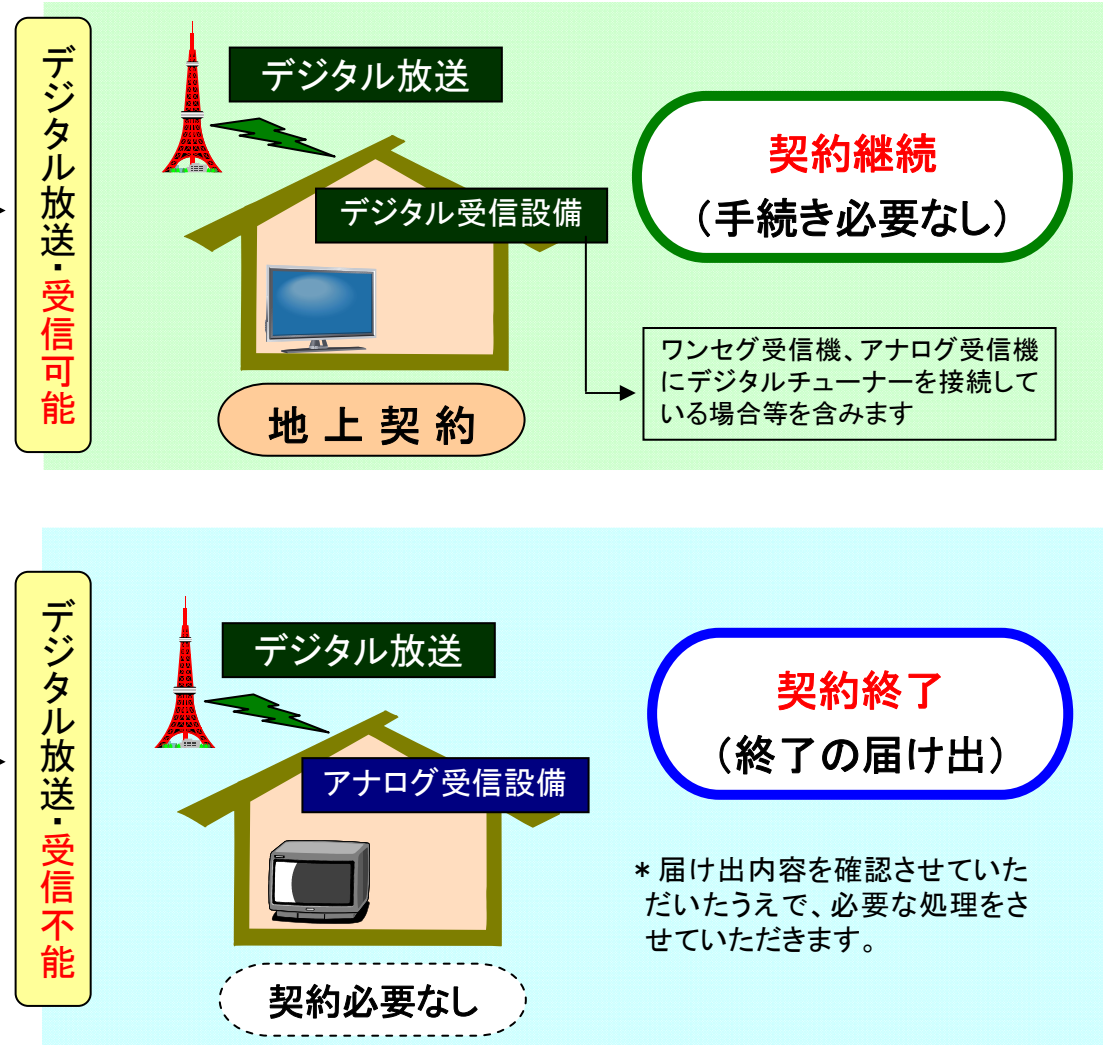 デジタル放送・受信可能
デジタル放送
デジタル受信設備
地上契約
契約継続
(手続き必要なし)
ワンセグ受信機、アナログ受信機
にデジタルチューナーを接続して
いる場合等を含みます
デジタル放送・受信不能
デジタル放送
アナログ受信設備
契約必要なし
契約終了
(終了の届け出)
*届け出内容を確認させていた
だいたうえで、必要な処理をさ
せていただきます。